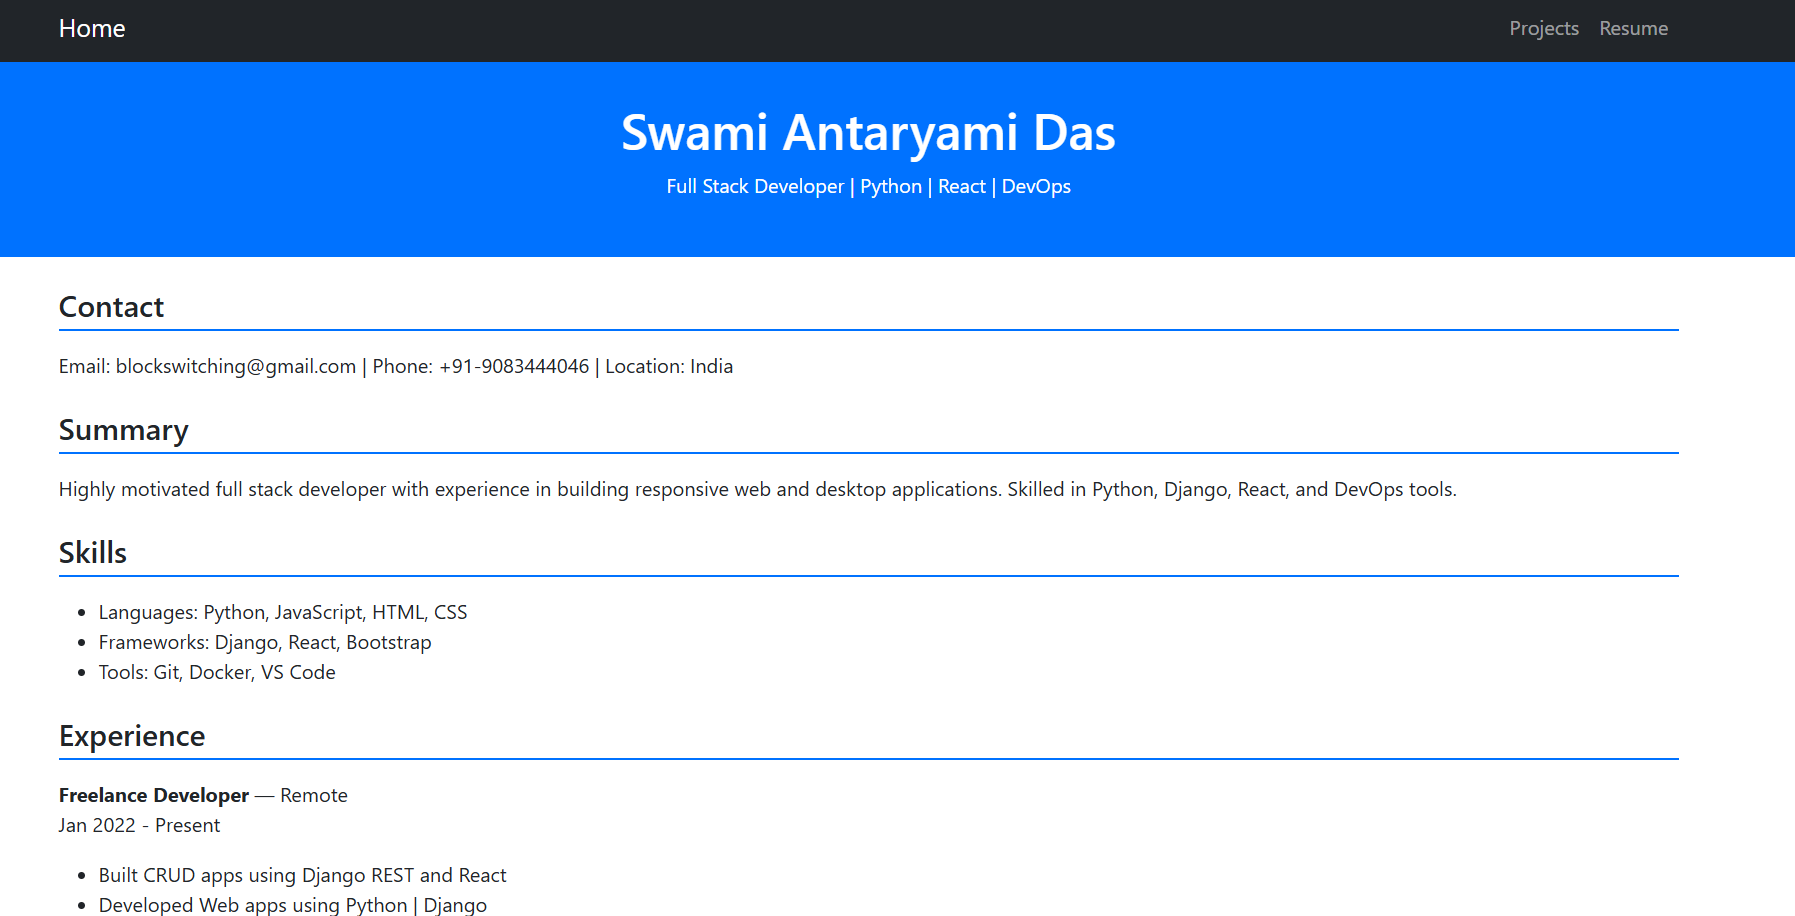 Home
Projects Resume
Swami Antaryami Das
Full Stack Developer | Python | React | DevOps
Contact
Email: blockswitching@gmail.com | Phone: +91-9083444046 | Location: India
Summary
Highly motivated full stack developer with experience in building responsive web and desktop applications. Skilled in Python, Django, React, and DevOps tools.
Skills
• Languages: Python, JavaScript, HTML, CSS
• Frameworks: Django, React, Bootstrap
• Tools: Git, Docker, VS Code
Experience
Freelance Developer — Remote
Jan 2022 - Present
• Built CRUD apps using Django REST and React
• Developed Web apps using Python | Django